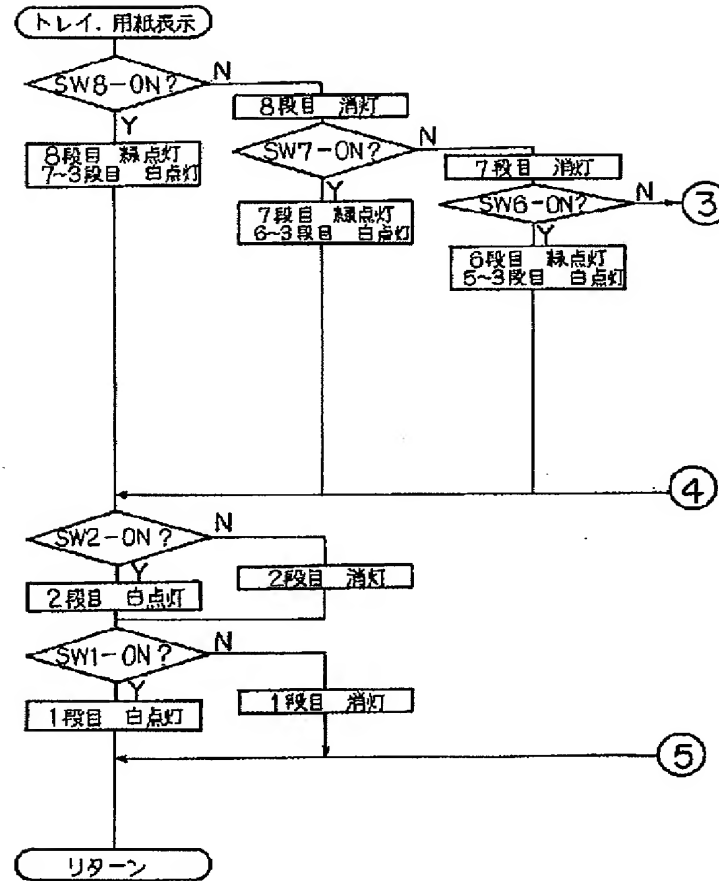 トレイ．用紙表示
SW8-ON?
N
Y
8段目 消灯
8段目 緑点灯
7~3段目 白点灯
SW7-ON?
N
Y
7段目 消灯
7段目 緑点灯
6~3段目 白点灯
SW6-ON?
N
③
Y
6段目 緑点灯
5~3段目 白点灯
④
SW2-ON?
N
Y
2段目 消灯
2段目 白点灯
SW1-ON?
N
Y
1段目 消灯
1段目 白点灯
⑤
リターン